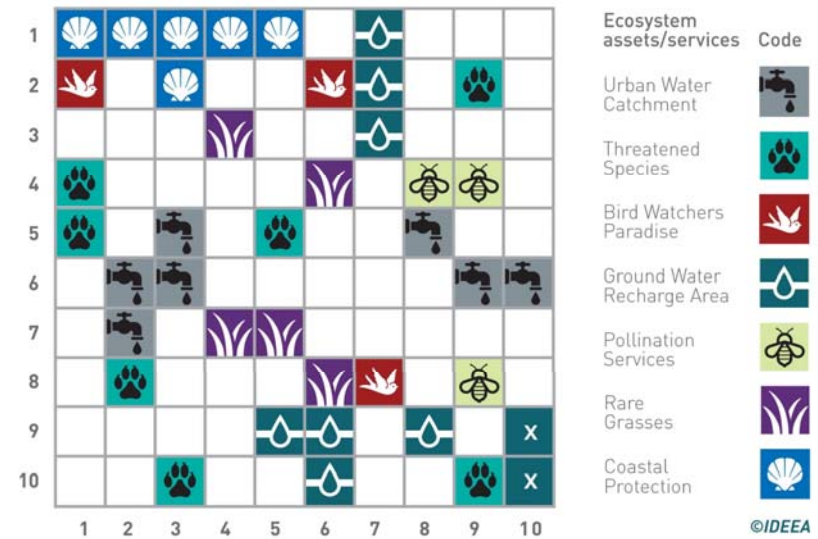 Ecosystem
assets/services Code
1
2
3
4
5
6
7
8
9
10
X
X
1 2 3 4 5 6 7 8 9 10
Urban Water
Catchment
Threatened
Species
Bird Watchers
Paradise
Ground Water
Recharge Area
Pollination
Services
Rare
Grasses
Coastal
Protection
©IDEEA